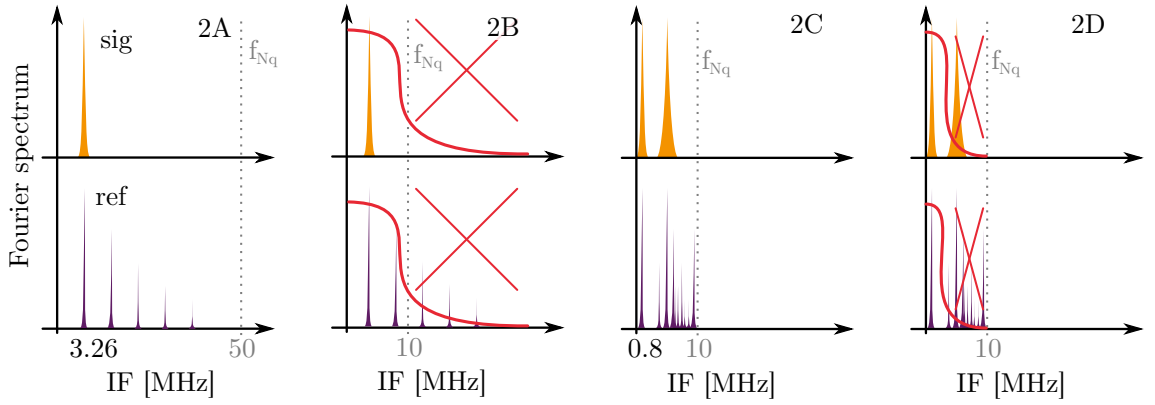 2A
2B
2C
2D
sig
f_Nq
f_Nq
f_Nq
f_Nq
Fourier spectrum
ref
3.26
50
10
0.8
10
10
IF [MHz]
IF [MHz]
IF [MHz]
IF [MHz]